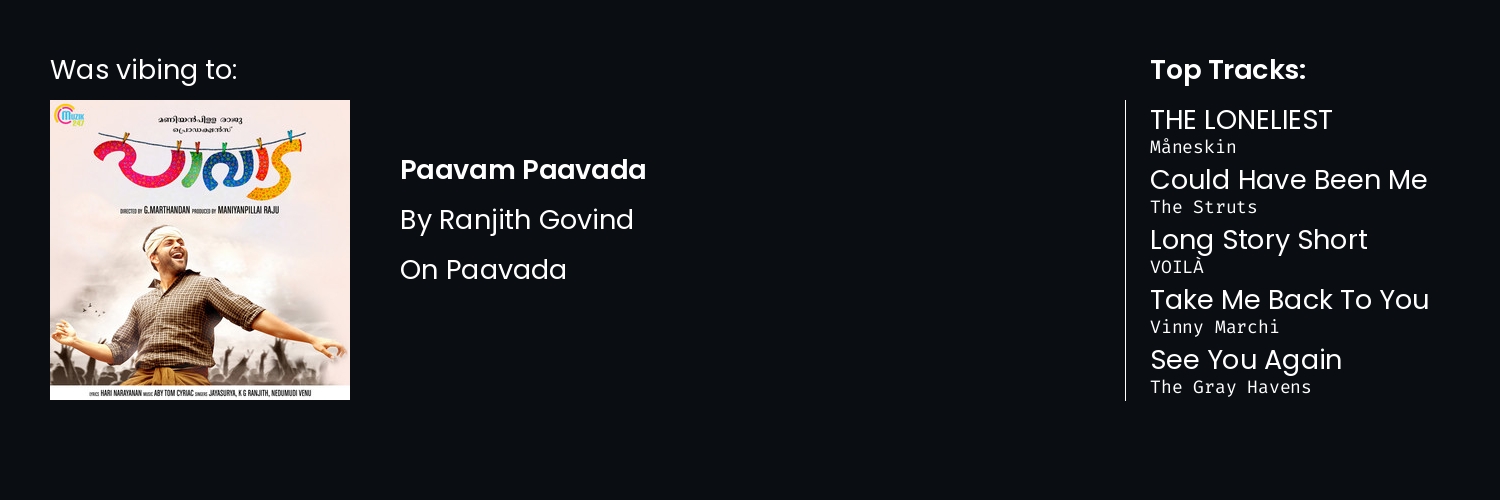 Was vibing to:
Muzik
247
മണിയൻപിള്ള രാജു
പ്രൊഡക്ഷൻസ്
പാവാട
DIRECTED BY G.MARTHANDAN PRODUCED BY MANIYANPILLAI RAJU
LYRICS HARI NARAYANAN MUSIC ABY TOM CYRIAC SINGERS JAYASURYA, K G RANJITH, NEDUMUDI VENU
Paavam Paavada
By Ranjith Govind
On Paavada
Top Tracks:
THE LONELIEST
Måneskin
Could Have Been Me
The Struts
Long Story Short
VOILÀ
Take Me Back To You
Vinny Marchi
See You Again
The Gray Havens